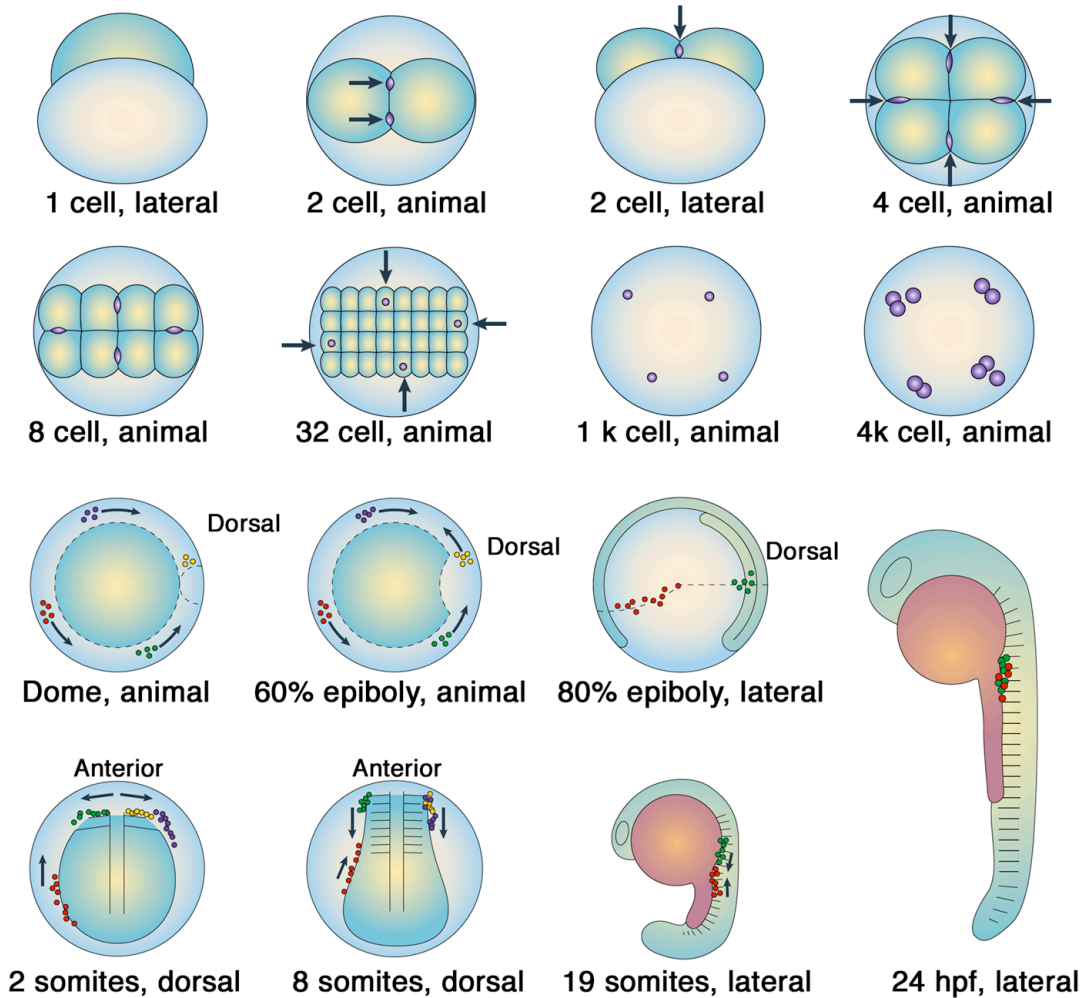 1 cell, lateral
2 cell, animal
2 cell, lateral
4 cell, animal
8 cell, animal
32 cell, animal
1 k cell, animal
4k cell, animal
Dorsal
Dorsal
Dorsal
Dome, animal
60% epiboly, animal
80% epiboly, lateral
Anterior
Anterior
2 somites, dorsal
8 somites, dorsal
19 somites, lateral
24 hpf, lateral